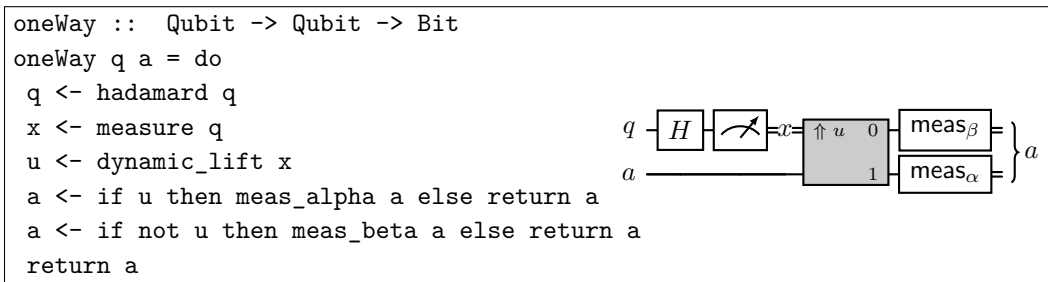 oneWay :: Qubit -> Qubit -> Bit
oneWay q a = do
q <- hadamard q
x <- measure q
u <- dynamic_lift x
a <- if u then meas_alpha a else return a
a <- if not u then meas_beta a else return a
return a
q H x ⇑ u 0 meas_β
a 1 meas_α
a